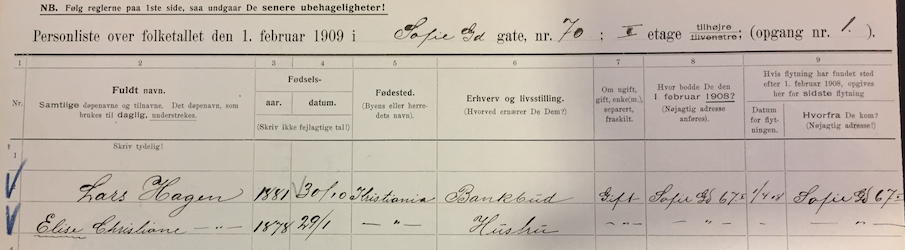 NB. Følg reglerne paa 1ste side, saa undgaar De senere ubehageligheter!
Personliste over folketallet den 1. februar 1909 i Sofie Gd gate, nr. 70 ; II etage tilhøire tilvenstre; (opgang nr. 1. ).
1 2 3 4 5 6 7 8 9
Nr. Fuldt navn. Samtlige døpenavne og tilnavne. Det døpenavn, som brukes til daglig, understrekes. Skriv tydelig!
Fødsels- aar. datum. (Skriv ikke feilagtige tal!)
Fødested. (Byens eller herredets navn).
Erhverv og livsstilling. (Hvorved ernærer De Dem?)
Om ugift, gift, enke(m.), separert, fraskilt.
Hvor bodde De den 1 februar 1908? (Nøjagtig adresse anføres).
Hvis flytning har fundet sted efter 1. februar 1908, opgives her for sidste flytning
Datum for flytningen. Hvorfra De kom? (Nøjagtig adresse!)
1
Lars Hagen 1881 30/10 Kristiania Bankbud Gift Sofie Gd 67 1/4 08 Sofie Gd 67
Elise Christiane —"— 1878 29/1 —"— Hustru " —"— " —"—